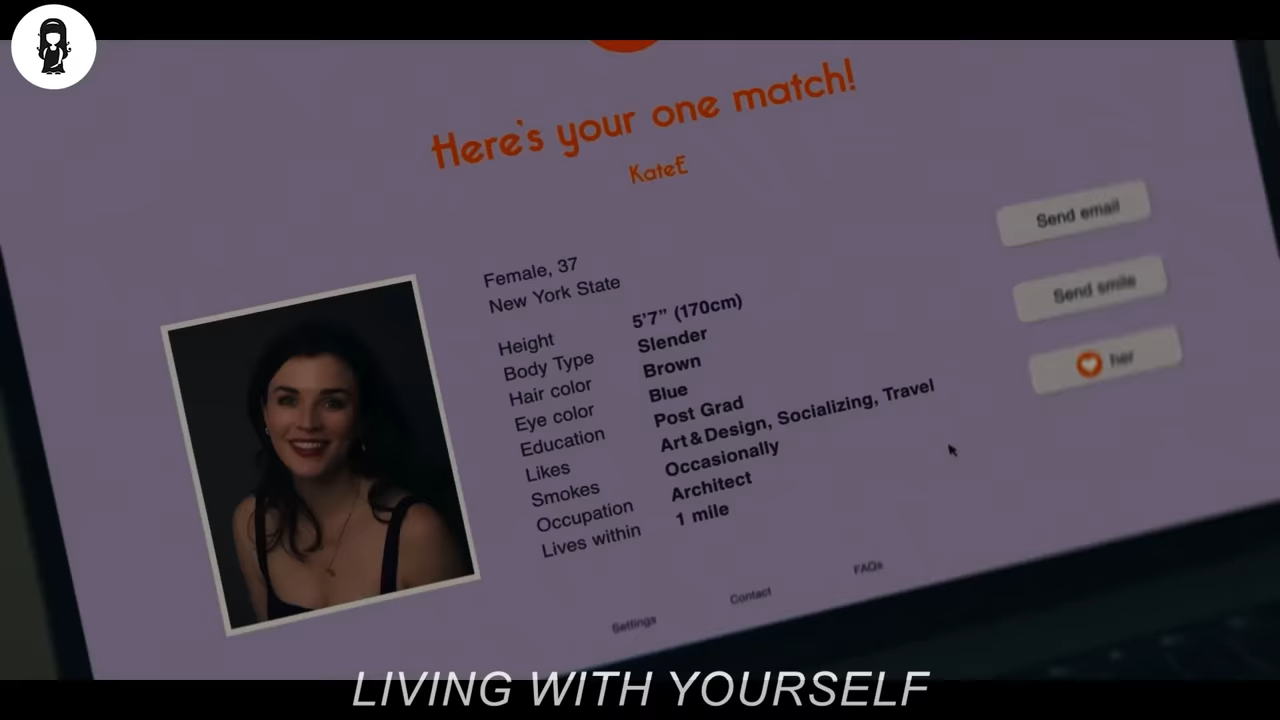 Here's your one match!
KateE
Female, 37
New York State
Height 5'7" (170cm)
Body Type Slender
Hair color Brown
Eye color Blue
Education Post Grad
Likes Art & Design, Socializing, Travel
Smokes Occasionally
Occupation Architect
Lives within 1 mile
Send email
Send smile
her
Settings Contact FAQs
LIVING WITH YOURSELF